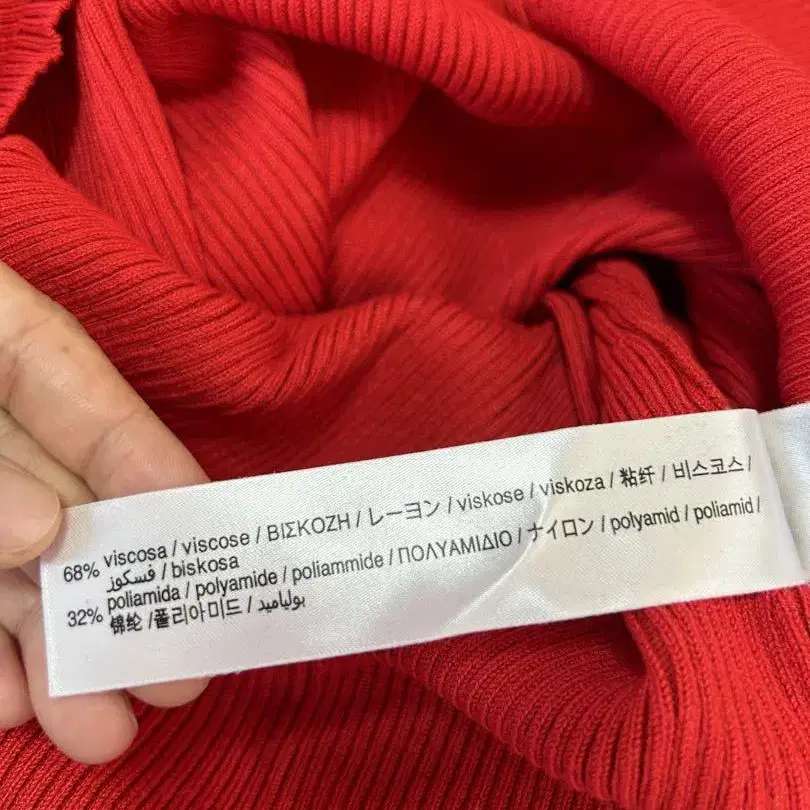 68% viscosa / viscose / ΒΙΣΚΟΖΗ / レーヨン / viskose / viskoza / 粘纤 / 비스코스 /
فسكوز / biskosa
32% poliamida / polyamide / poliammide / ΠΟΛΥΑΜΙΔΙΟ / ナイロン / polyamid / poliamid /
锦纶 /폴리아미드 / بولياميد